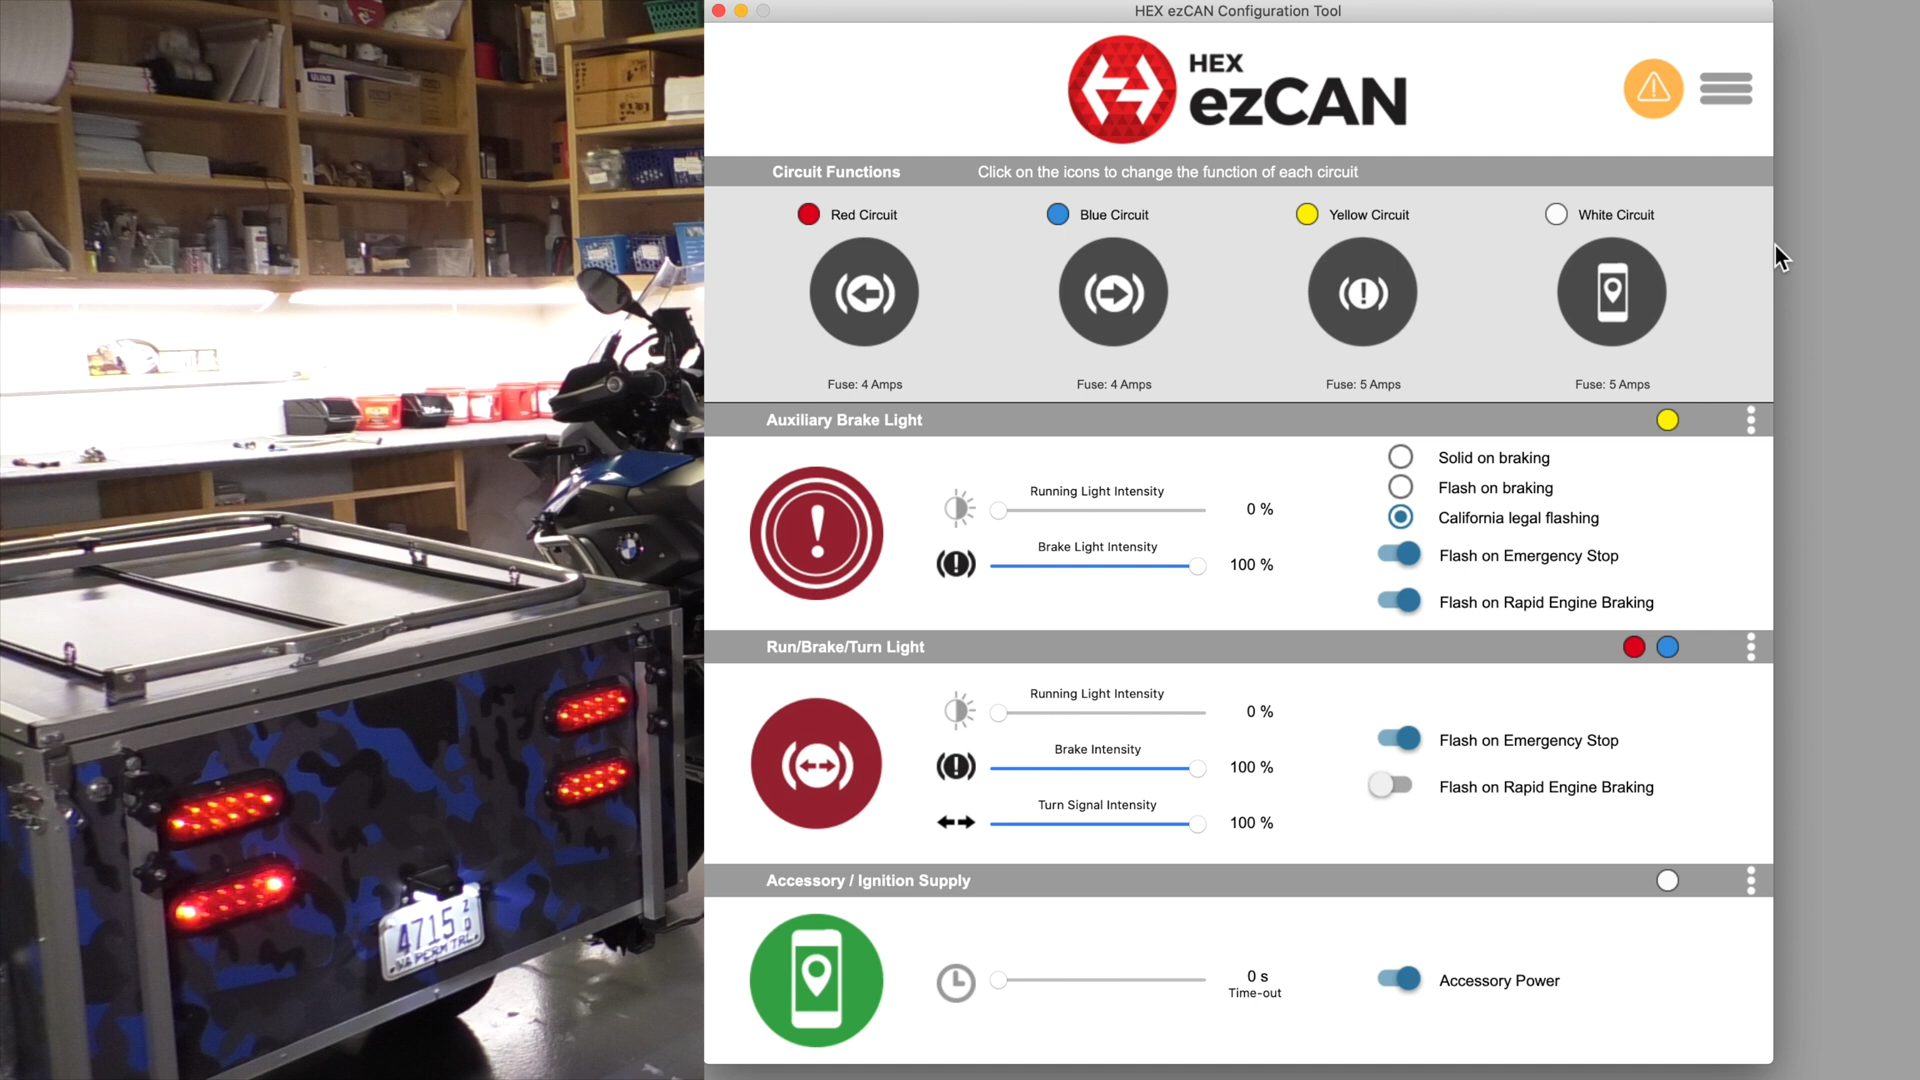 HEX ezCAN Configuration Tool
HEX
ezCAN
Circuit Functions Click on the icons to change the function of each circuit
Red Circuit Blue Circuit Yellow Circuit White Circuit
Fuse: 4 Amps Fuse: 4 Amps Fuse: 5 Amps Fuse: 5 Amps
Auxiliary Brake Light
Running Light Intensity
0 %
Brake Light Intensity
100 %
Solid on braking
Flash on braking
California legal flashing
Flash on Emergency Stop
Flash on Rapid Engine Braking
Run/Brake/Turn Light
Running Light Intensity
0 %
Brake Intensity
100 %
Turn Signal Intensity
100 %
Flash on Emergency Stop
Flash on Rapid Engine Braking
Accessory / Ignition Supply
0 s
Time-out
Accessory Power
4715
PERM TRL